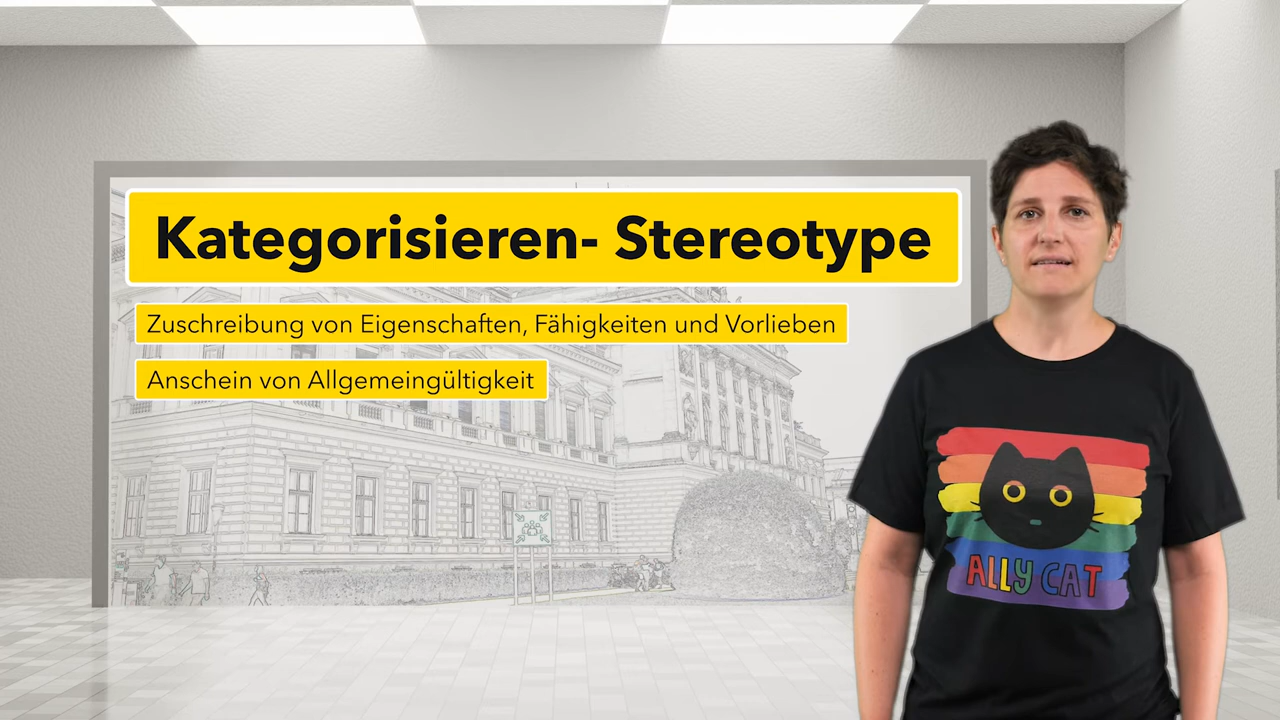 Kategorisieren- Stereotype
Zuschreibung von Eigenschaften, Fähigkeiten und Vorlieben
Anschein von Allgemeingültigkeit
ALLY CAT